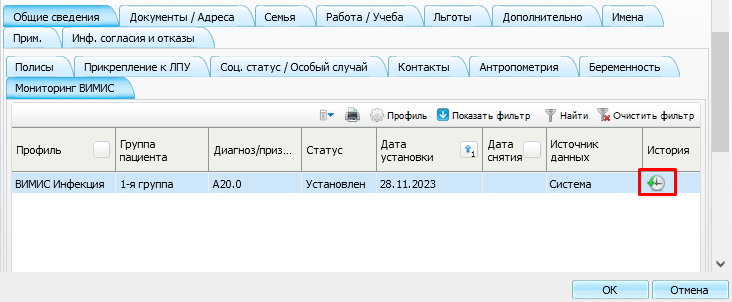 Общие сведения Документы / Адреса Семья Работа / Учеба Льготы Дополнительно Имена
Прим. Инф. согласия и отказы
Полисы Прикрепление к ЛПУ Соц. статус / Особый случай Контакты Антропометрия Беременность
Мониторинг ВИМИС
Профиль Показать фильтр Найти Очистить фильтр
Профиль Группа пациента Диагноз/приз... Статус Дата установки 1 Дата снятия Источник данных История
ВИМИС Инфекция 1-я группа A20.0 Установлен 28.11.2023 Система
ОК Отмена